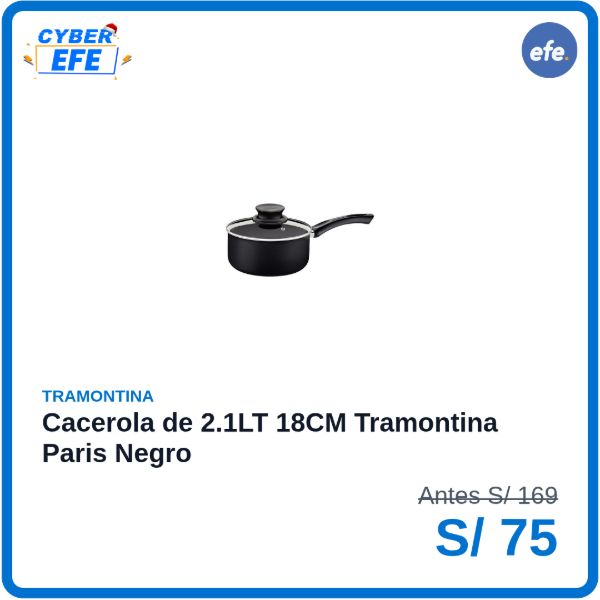 CYBER
EFE
efe.
TRAMONTINA
Cacerola de 2.1LT 18CM Tramontina
Paris Negro
Antes S/ 169
S/ 75